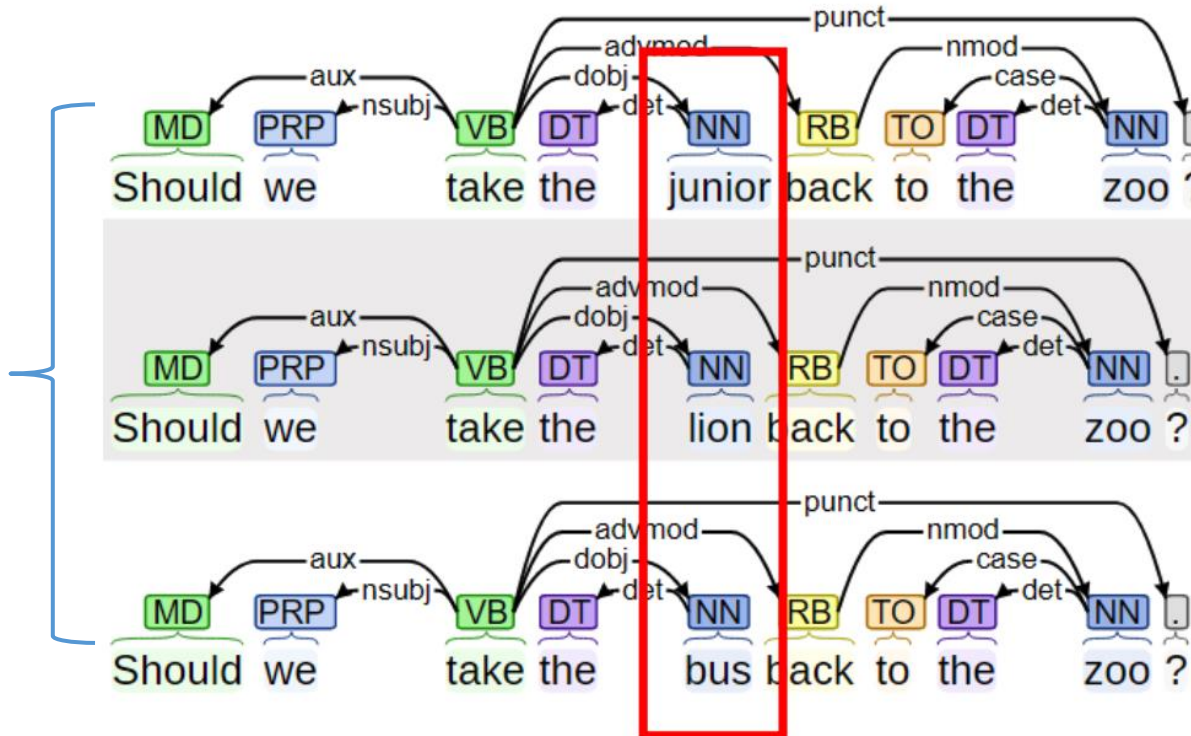 punct
advmod nmod
aux dobj case
nsubj det det
MD PRP VB DT NN RB TO DT NN
Should we take the junior back to the zoo ?
punct
advmod nmod
aux dobj case
nsubj det det
MD PRP VB DT NN RB TO DT NN .
Should we take the lion back to the zoo ?
punct
advmod nmod
aux dobj case
nsubj det det
MD PRP VB DT NN RB TO DT NN .
Should we take the bus back to the zoo ?